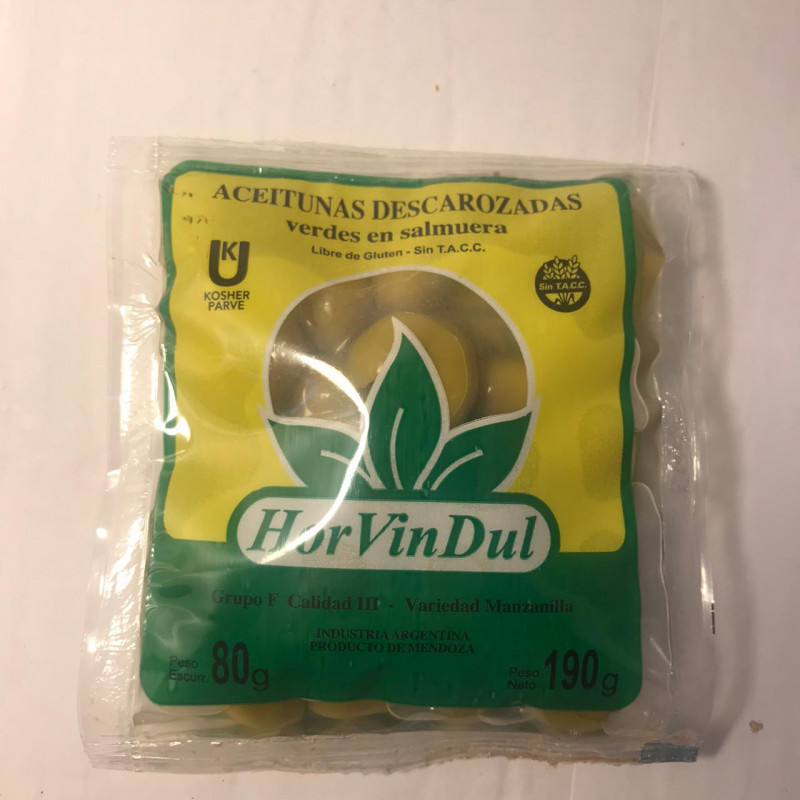 ACEITUNAS DESCAROZADAS
verdes en salmuera
Libre de Gluten - Sin T.A.C.C.
UK
KOSHER
PARVE
Sin T.A.C.C.
HorVinDul
Grupo F Calidad III - Variedad Manzanilla
INDUSTRIA ARGENTINA
PRODUCTO DE MENDOZA
Peso
Escurr. 80g
Peso
Neto 190g